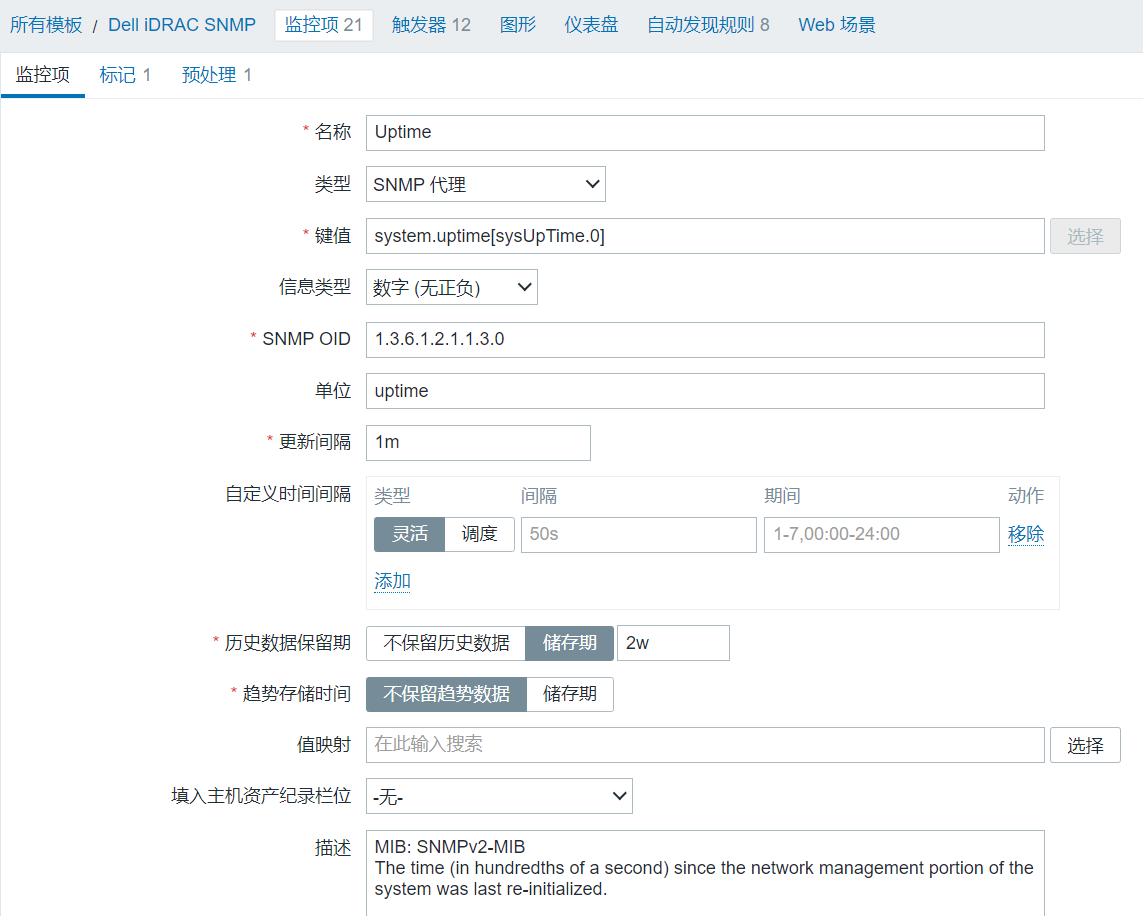 所有模板 / Dell iDRAC SNMP 监控项 21 触发器 12 图形 仪表盘 自动发现规则 8 Web 场景
监控项 标记 1 预处理 1
* 名称 Uptime
类型 SNMP 代理
* 键值 system.uptime[sysUpTime.0] 选择
信息类型 数字 (无正负)
* SNMP OID 1.3.6.1.2.1.1.3.0
单位 uptime
* 更新间隔 1m
自定义时间间隔 类型 间隔 期间 动作
灵活 调度 50s 1-7,00:00-24:00 移除
添加
* 历史数据保留期 不保留历史数据 储存期 2w
* 趋势存储时间 不保留趋势数据 储存期
值映射 在此输入搜索 选择
填入主机资产纪录栏位 -无-
描述 MIB: SNMPv2-MIB
The time (in hundredths of a second) since the network management portion of the
system was last re-initialized.